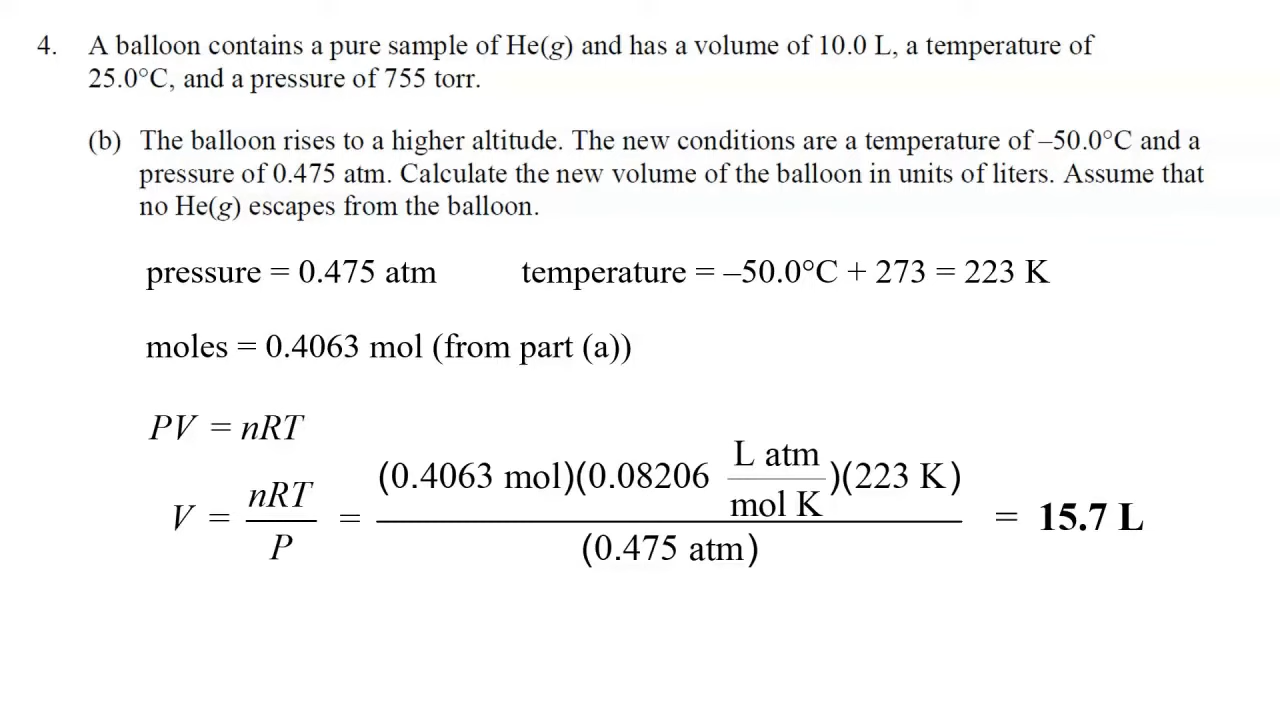 4. A balloon contains a pure sample of He(g) and has a volume of 10.0 L, a temperature of
25.0°C, and a pressure of 755 torr.
(b) The balloon rises to a higher altitude. The new conditions are a temperature of –50.0°C and a
pressure of 0.475 atm. Calculate the new volume of the balloon in units of liters. Assume that
no He(g) escapes from the balloon.
pressure = 0.475 atm temperature = –50.0°C + 273 = 223 K
moles = 0.4063 mol (from part (a))
PV = nRT
V = nRT / P = (0.4063 mol)(0.08206 L atm / mol K)(223 K) / (0.475 atm) = 15.7 L